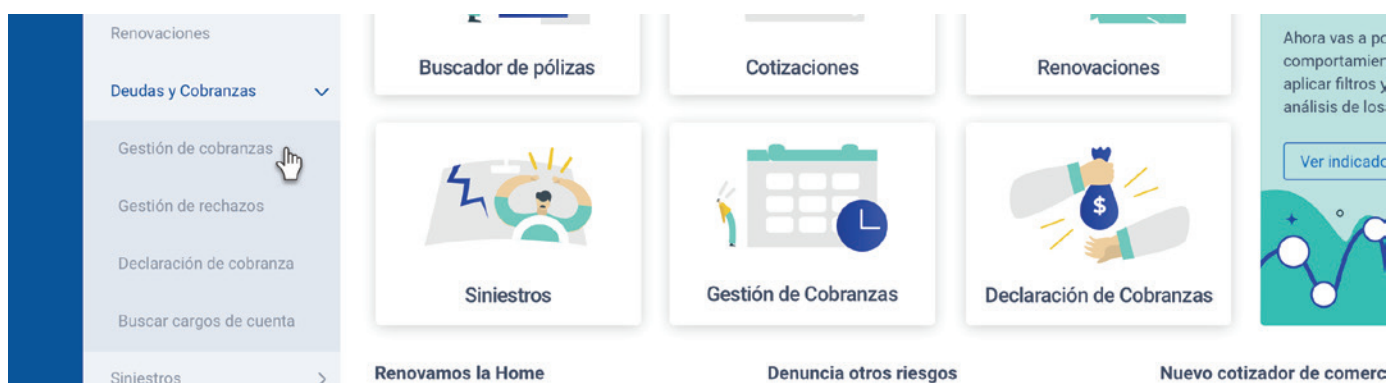 Renovaciones
Deudas y Cobranzas
Gestión de cobranzas
Gestión de rechazos
Declaración de cobranza
Buscar cargos de cuenta
Siniestros
Buscador de pólizas
Cotizaciones
Renovaciones
$
Siniestros
Gestión de Cobranzas
Declaración de Cobranzas
Ahora vas a po
comportamien
aplicar filtros y
análisis de los
Ver indicado
Renovamos la Home
Denuncia otros riesgos
Nuevo cotizador de comerc